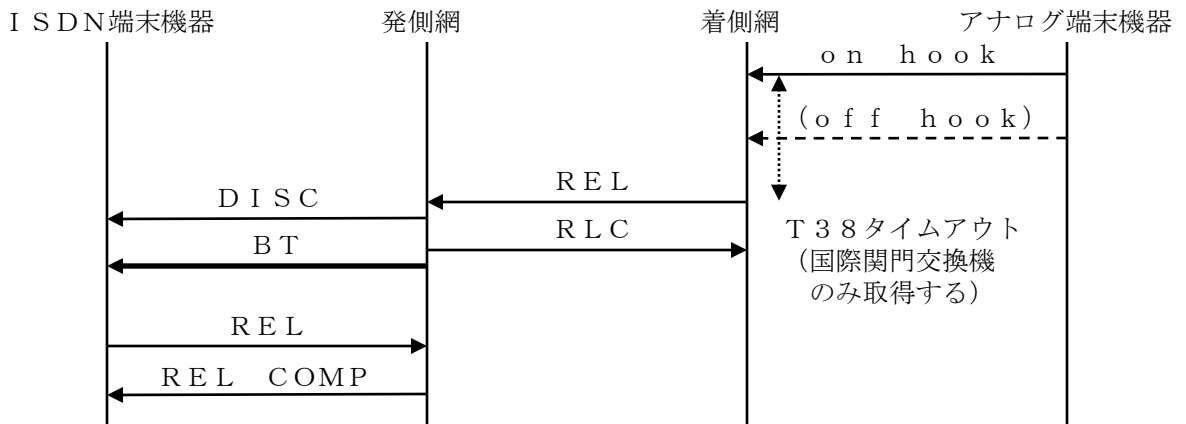 ISDN端末機器 発側網 着側網 アナログ端末機器
on hook
(off hook)
REL
DISC
RLC
BT
T38タイムアウト
(国際関門交換機
のみ取得する)
REL
REL COMP